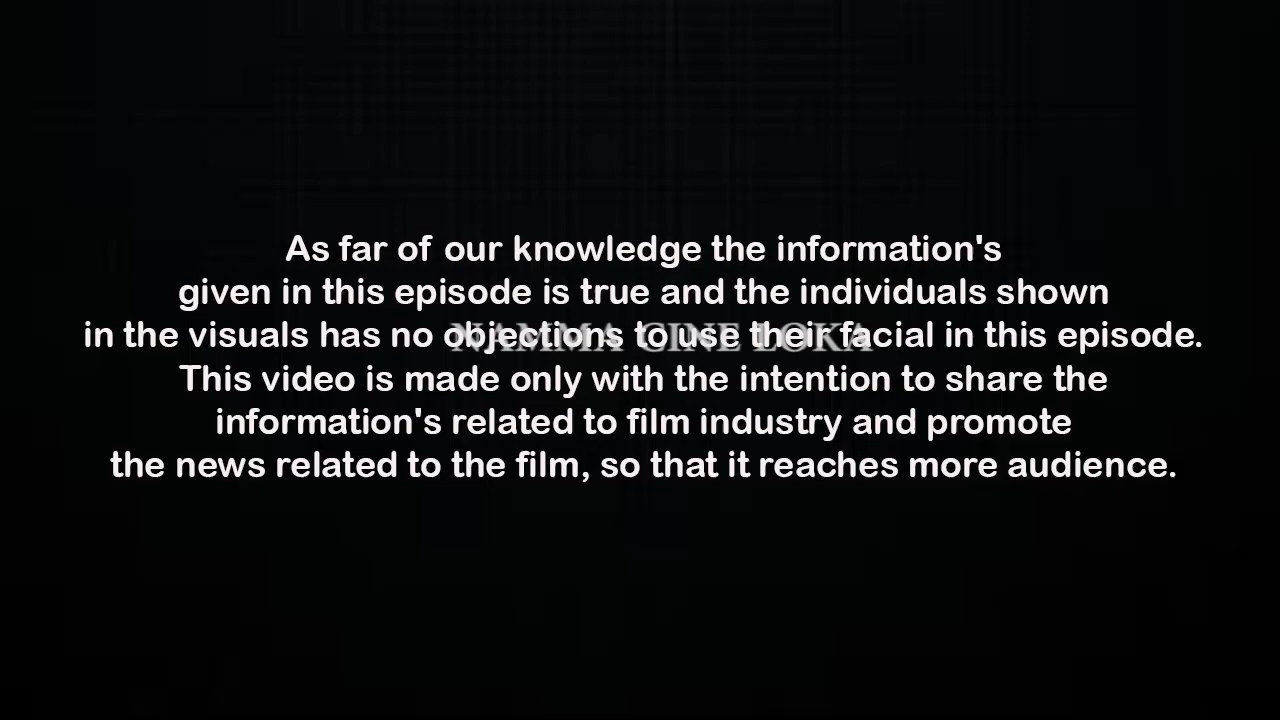 As far of our knowledge the information's
given in this episode is true and the individuals shown
in the visuals has no objections to use their facial in this episode.
NAMMA CINE LOKA
This video is made only with the intention to share the
information's related to film industry and promote
the news related to the film, so that it reaches more audience.